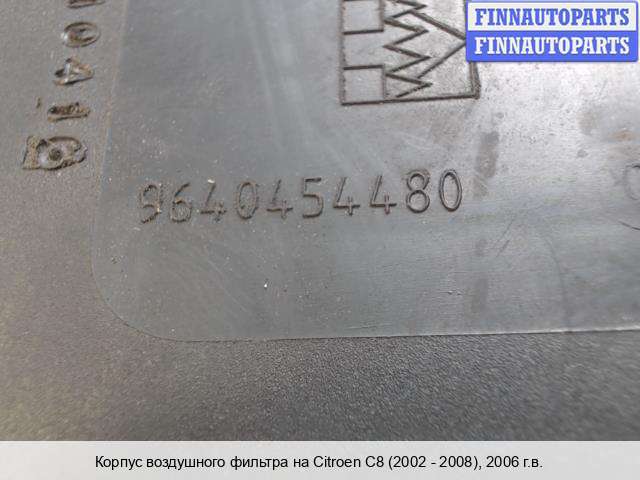 FINNAUTOPARTS
FINNAUTOPARTS
9640454480
Корпус воздушного фильтра на Citroen C8 (2002 - 2008), 2006 г.в.